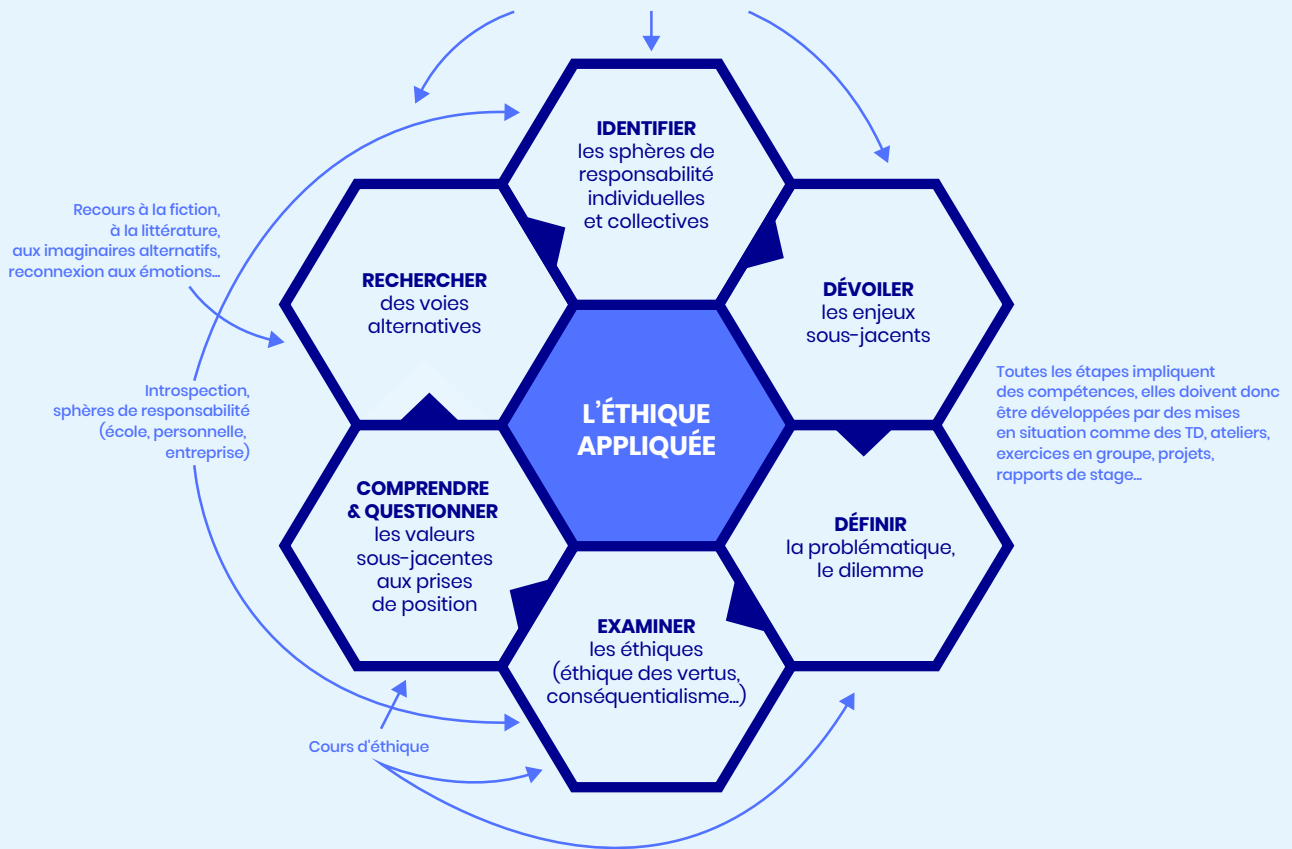 IDENTIFIER
les sphères de
responsabilité
individuelles
et collectives
Recours à la fiction,
à la littérature,
aux imaginaires alternatifs,
reconnexion aux émotions...
RECHERCHER
des voies
alternatives
DÉVOILER
les enjeux
sous-jacents
Introspection,
sphères de responsabilité
(école, personnelle,
entreprise)
L'ÉTHIQUE
APPLIQUÉE
Toutes les étapes impliquent
des compétences, elles doivent donc
être développées par des mises
en situation comme des TD, ateliers,
exercices en groupe, projets,
rapports de stage...
COMPRENDRE
& QUESTIONNER
les valeurs
sous-jacentes
aux prises
de position
DÉFINIR
la problématique,
le dilemme
EXAMINER
les éthiques
(éthique des vertus,
conséquentialisme...)
Cours d'éthique